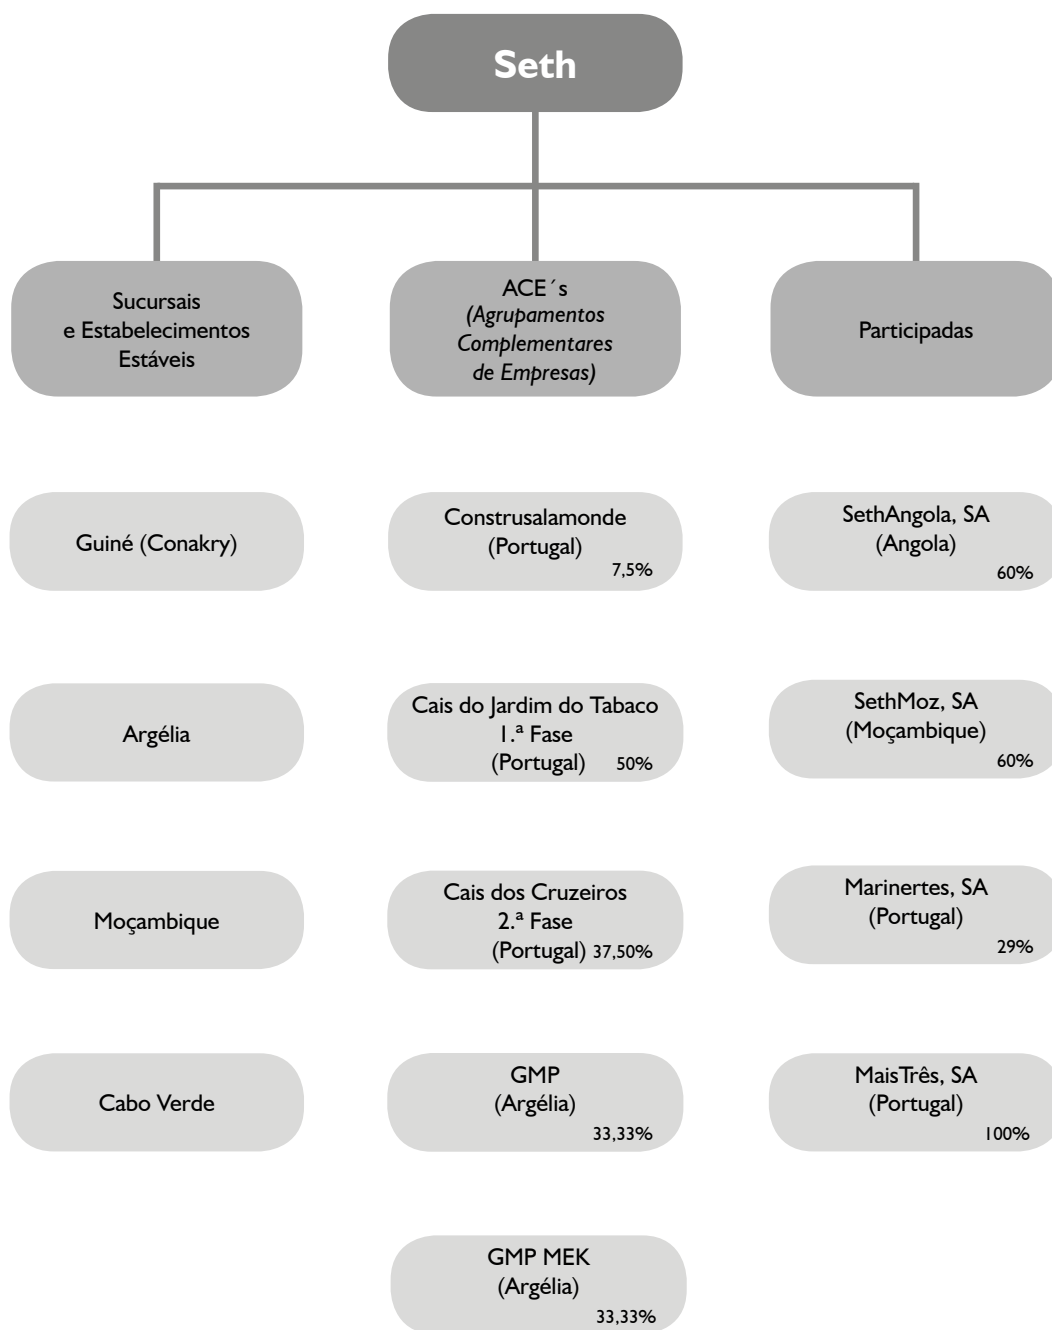 Seth
Sucursais
e Estabelecimentos
Estáveis
ACE´s
(Agrupamentos
Complementares
de Empresas)
Participadas
Guiné (Conakry)
Construsalamonde
(Portugal)
7,5%
SethAngola, SA
(Angola)
60%
Argélia
Cais do Jardim do Tabaco
1.ª Fase
(Portugal) 50%
SethMoz, SA
(Moçambique)
60%
Moçambique
Cais dos Cruzeiros
2.ª Fase
(Portugal) 37,50%
Marinertes, SA
(Portugal)
29%
Cabo Verde
GMP
(Argélia)
33,33%
MaisTrês, SA
(Portugal)
100%
GMP MEK
(Argélia)
33,33%